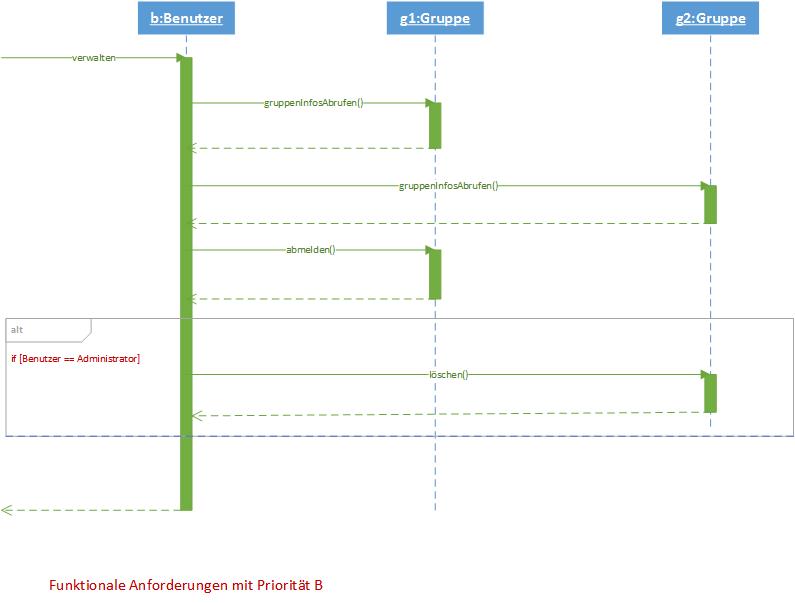 b:Benutzer
g1:Gruppe
g2:Gruppe
verwalten
gruppenInfosAbrufen()
gruppenInfosAbrufen()
abmelden()
alt
if [Benutzer == Administrator]
löschen()
Funktionale Anforderungen mit Priorität B